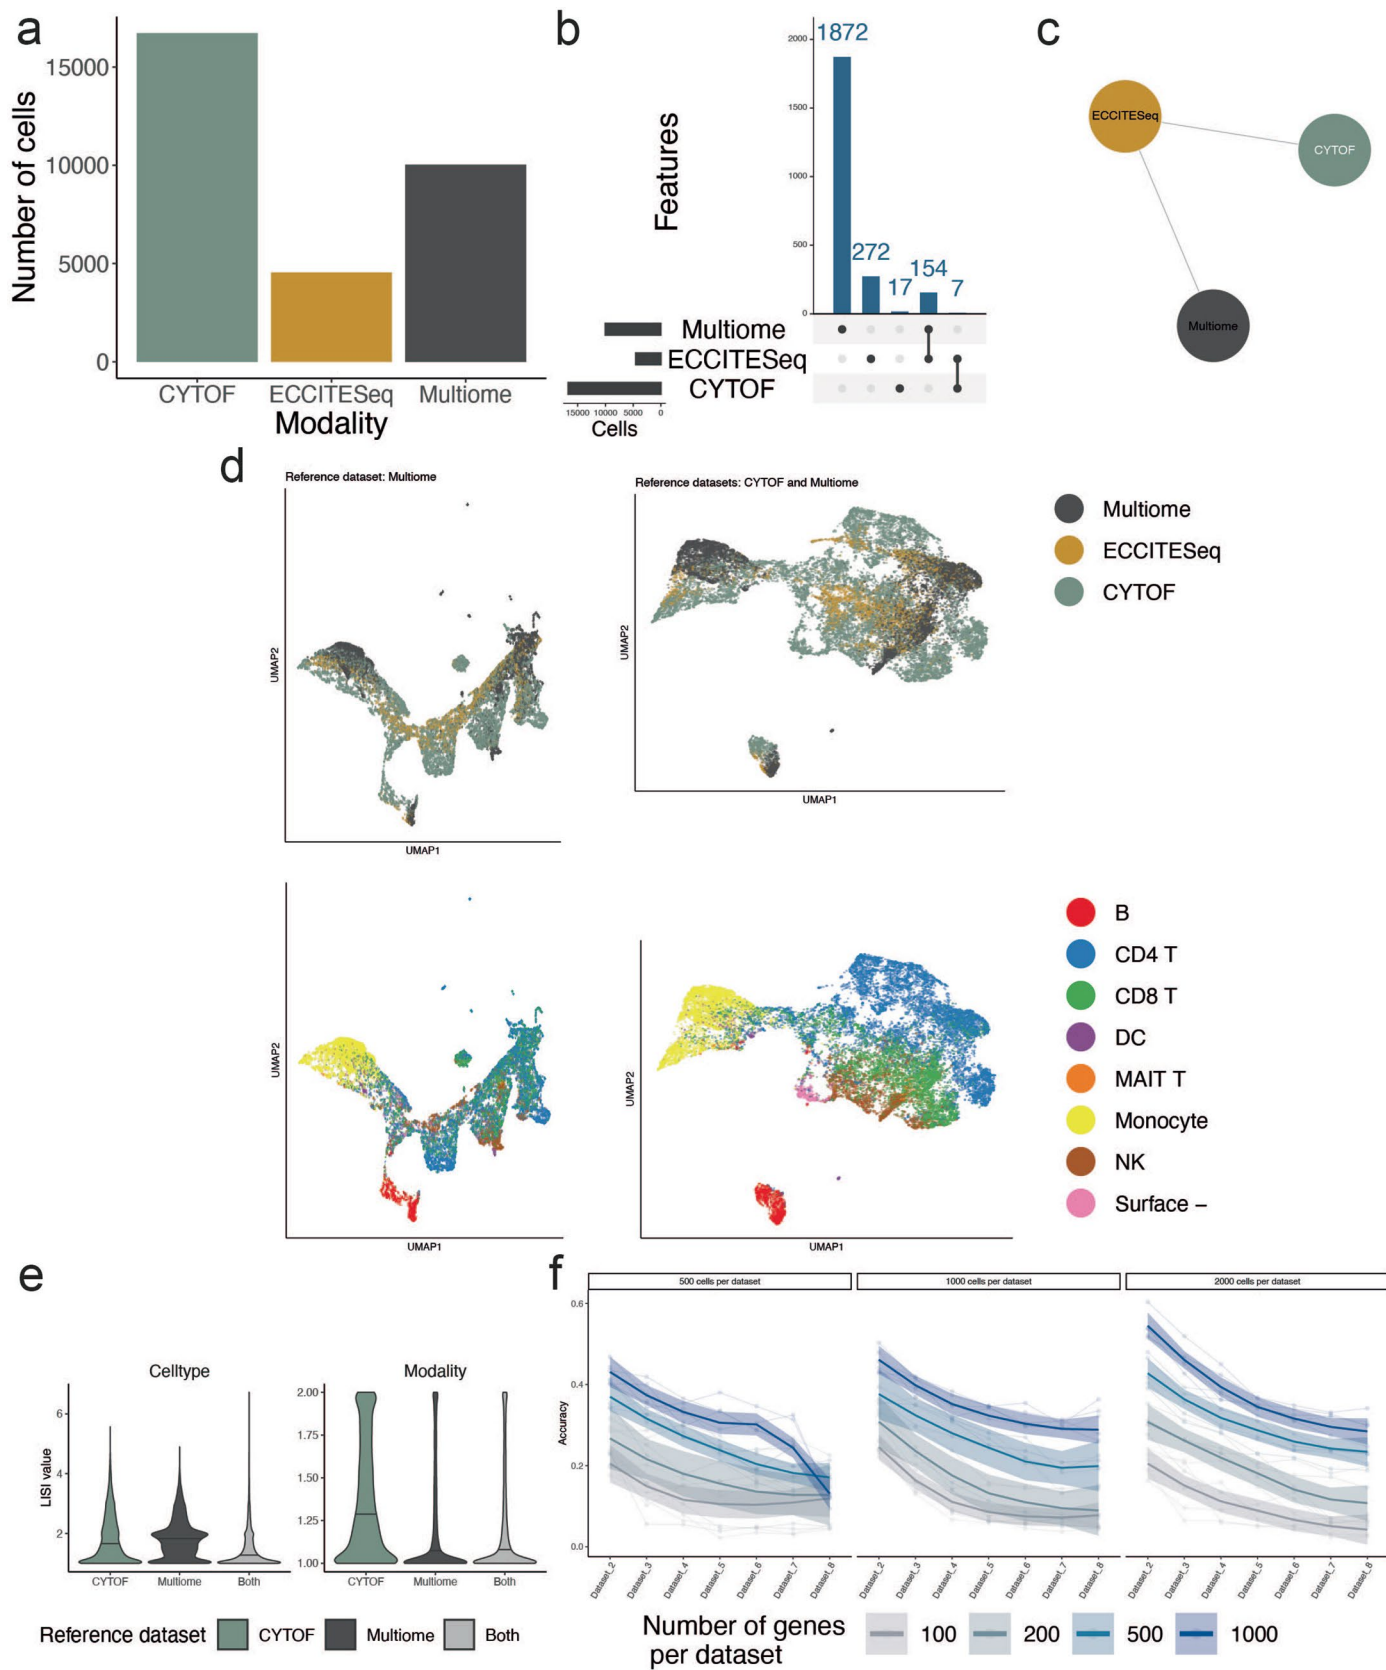 a
Number of cells
15000
10000
5000
0
CYTOF ECCITESeq Multiome
Modality
b
Features
2000
1500
1000
500
0
1872
272
17
154
7
Multiome
ECCITESeq
CYTOF
15000 10000 5000 0
Cells
c
ECCITESeq
CYTOF
Multiome
d
Reference dataset: Multiome
UMAP2
UMAP1
Reference datasets: CYTOF and Multiome
UMAP2
UMAP1
Multiome
ECCITESeq
CYTOF
UMAP2
UMAP1
UMAP2
UMAP1
B
CD4 T
CD8 T
DC
MAIT T
Monocyte
NK
Surface –
e
Celltype
LISI value
6
4
2
CYTOF Multiome Both
Modality
2.00
1.75
1.50
1.25
1.00
CYTOF Multiome Both
Reference dataset CYTOF Multiome Both
f
500 cells per dataset
1000 cells per dataset
2000 cells per dataset
Accuracy
0.6
0.4
0.2
0.0
Dataset_2 Dataset_3 Dataset_4 Dataset_5 Dataset_6 Dataset_7 Dataset_8
Dataset_2 Dataset_3 Dataset_4 Dataset_5 Dataset_6 Dataset_7 Dataset_8
Dataset_2 Dataset_3 Dataset_4 Dataset_5 Dataset_6 Dataset_7 Dataset_8
Number of genes
per dataset
100 200 500 1000